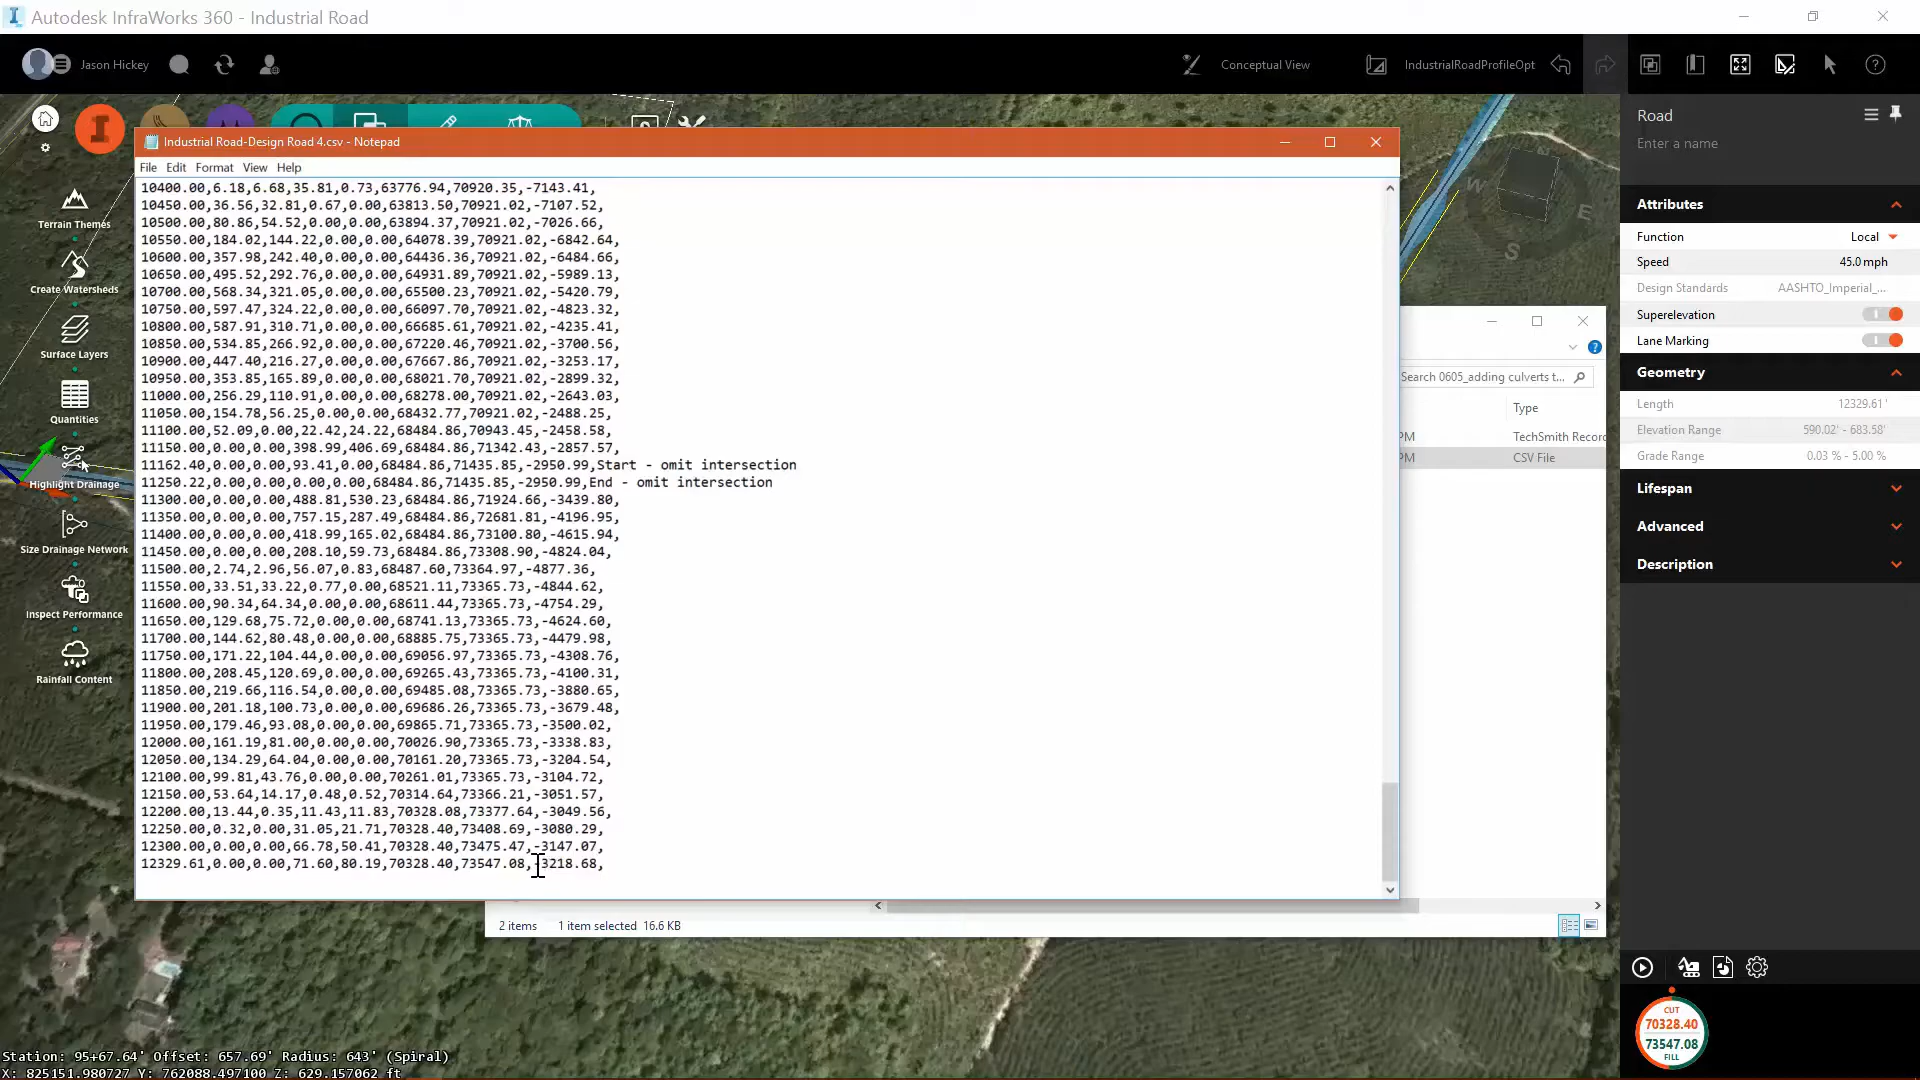 Autodesk InfraWorks 360 - Industrial Road
Jason Hickey
Conceptual View
IndustrialRoadProfileOpt
Industrial Road-Design Road 4.csv - Notepad
File Edit Format View Help
10400.00,6.18,6.68,35.81,0.73,63776.94,70920.35,-7143.41,
10450.00,36.56,32.81,0.67,0.00,63813.50,70921.02,-7107.52,
10500.00,80.86,54.52,0.00,0.00,63894.37,70921.02,-7026.66,
10550.00,184.02,144.22,0.00,0.00,64078.39,70921.02,-6842.64,
10600.00,357.98,242.40,0.00,0.00,64436.36,70921.02,-6484.66,
10650.00,495.52,292.76,0.00,0.00,64931.89,70921.02,-5989.13,
10700.00,568.34,321.05,0.00,0.00,65500.23,70921.02,-5420.79,
10750.00,597.47,324.22,0.00,0.00,66097.70,70921.02,-4823.32,
10800.00,587.91,310.71,0.00,0.00,66685.61,70921.02,-4235.41,
10850.00,534.85,266.92,0.00,0.00,67220.46,70921.02,-3700.56,
10900.00,447.40,216.27,0.00,0.00,67667.86,70921.02,-3253.17,
10950.00,353.85,165.89,0.00,0.00,68021.70,70921.02,-2899.32,
11000.00,256.29,110.91,0.00,0.00,68278.00,70921.02,-2643.03,
11050.00,154.78,56.25,0.00,0.00,68432.77,70921.02,-2488.25,
11100.00,52.09,0.00,22.42,24.22,68484.86,70943.45,-2458.58,
11150.00,0.00,0.00,398.99,406.69,68484.86,71342.43,-2857.57,
11162.40,0.00,0.00,93.41,0.00,68484.86,71435.85,-2950.99,Start - omit intersection
11250.22,0.00,0.00,0.00,0.00,68484.86,71435.85,-2950.99,End - omit intersection
11300.00,0.00,0.00,488.81,530.23,68484.86,71924.66,-3439.80,
11350.00,0.00,0.00,757.15,287.49,68484.86,72681.81,-4196.95,
11400.00,0.00,0.00,418.99,165.02,68484.86,73100.80,-4615.94,
11450.00,0.00,0.00,208.10,59.73,68484.86,73308.90,-4824.04,
11500.00,2.74,2.96,56.07,0.83,68487.60,73364.97,-4877.36,
11550.00,33.51,33.22,0.77,0.00,68521.11,73365.73,-4844.62,
11600.00,90.34,64.34,0.00,0.00,68611.44,73365.73,-4754.29,
11650.00,129.68,75.72,0.00,0.00,68741.13,73365.73,-4624.60,
11700.00,144.62,80.48,0.00,0.00,68885.75,73365.73,-4479.98,
11750.00,171.22,104.44,0.00,0.00,69056.97,73365.73,-4308.76,
11800.00,208.45,120.69,0.00,0.00,69265.43,73365.73,-4100.31,
11850.00,219.66,116.54,0.00,0.00,69485.08,73365.73,-3880.65,
11900.00,201.18,100.73,0.00,0.00,69686.26,73365.73,-3679.48,
11950.00,179.46,93.08,0.00,0.00,69865.71,73365.73,-3500.02,
12000.00,161.19,81.00,0.00,0.00,70026.90,73365.73,-3338.83,
12050.00,134.29,64.04,0.00,0.00,70161.20,73365.73,-3204.54,
12100.00,99.81,43.76,0.00,0.00,70261.01,73365.73,-3104.72,
12150.00,53.64,14.17,0.48,0.52,70314.64,73366.21,-3051.57,
12200.00,13.44,0.35,11.43,11.83,70328.08,73377.64,-3049.56,
12250.00,0.32,0.00,31.05,21.71,70328.40,73408.69,-3080.29,
12300.00,0.00,0.00,66.78,50.41,70328.40,73475.47,-3147.07,
12329.61,0.00,0.00,71.60,80.19,70328.40,73547.08,-3218.68,
Terrain Themes
Create Watersheds
Surface Layers
Quantities
Highlight Drainage
Size Drainage Network
Inspect Performance
Rainfall Content
W
E
S
Search 0605_adding culverts t...
Type
PM TechSmith Record
PM CSV File
2 items 1 item selected 16.6 KB
Road
Enter a name
Attributes
Function Local
Speed 45.0 mph
Design Standards AASHTO_Imperial_...
Superelevation
Lane Marking
Geometry
Length 12329.61'
Elevation Range 590.02' - 683.58'
Grade Range 0.03 % - 5.00 %
Lifespan
Advanced
Description
CUT
70328.40
73547.08
FILL
Station: 95+67.64' Offset: 657.69' Radius: 643' (Spiral)
X: 825151.980727 Y: 762088.497100 Z: 629.157062 ft